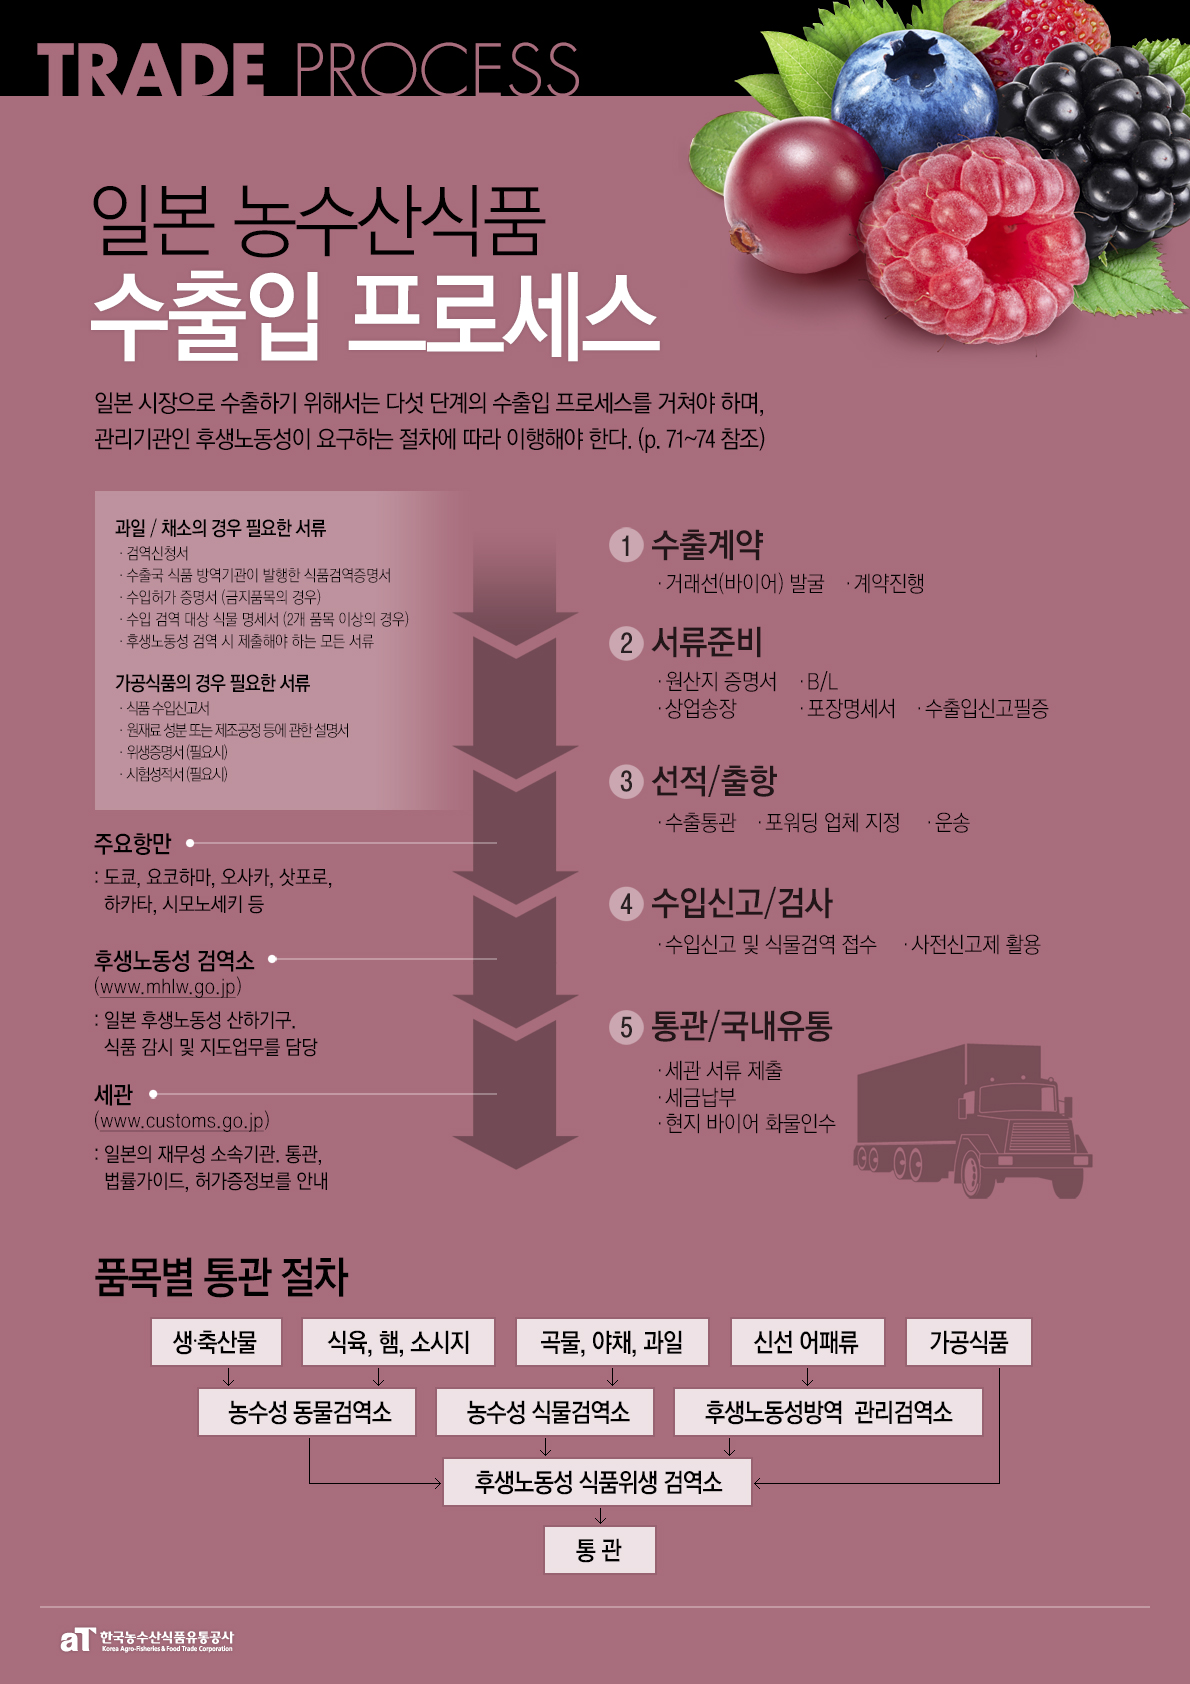 TRADE PROCESS
일본 농수산식품
수출입 프로세스
일본 시장으로 수출하기 위해서는 다섯 단계의 수출입 프로세스를 거쳐야 하며,
관리기관인 후생노동성이 요구하는 절차에 따라 이행해야 한다. (p. 71~74 참조)
과일 / 채소의 경우 필요한 서류
· 검역신청서
· 수출국 식품 방역기관이 발행한 식품검역증명서
· 수입허가 증명서 (금지품목의 경우)
· 수입 검역 대상 식물 명세서 (2개 품목 이상의 경우)
· 후생노동성 검역 시 제출해야 하는 모든 서류
가공식품의 경우 필요한 서류
· 식품 수입신고서
· 원재료 성분 또는 제조공정 등에 관한 설명서
· 위생증명서 (필요시)
· 시험성적서 (필요시)
주요항만
: 도쿄, 요코하마, 오사카, 삿포로,
하카타, 시모노세키 등
후생노동성 검역소
(www.mhlw.go.jp)
: 일본 후생노동성 산하기구.
식품 감시 및 지도업무를 담당
세관
(www.customs.go.jp)
: 일본의 재무성 소속기관. 통관,
법률가이드, 허가증정보를 안내
1 수출계약
· 거래선(바이어) 발굴 · 계약진행
2 서류준비
· 원산지 증명서 · B/L
· 상업송장 · 포장명세서 · 수출입신고필증
3 선적/출항
· 수출통관 · 포워딩 업체 지정 · 운송
4 수입신고/검사
· 수입신고 및 식물검역 접수 · 사전신고제 활용
5 통관/국내유통
· 세관 서류 제출
· 세금납부
· 현지 바이어 화물인수
품목별 통관 절차
생·축산물 식육, 햄, 소시지 곡물, 야채, 과일 신선 어패류 가공식품
농수성 동물검역소 농수성 식물검역소 후생노동성방역 관리검역소
후생노동성 식품위생 검역소
통 관
aT 한국농수산식품유통공사
Korea Agro-Fisheries & Food Trade Corporation